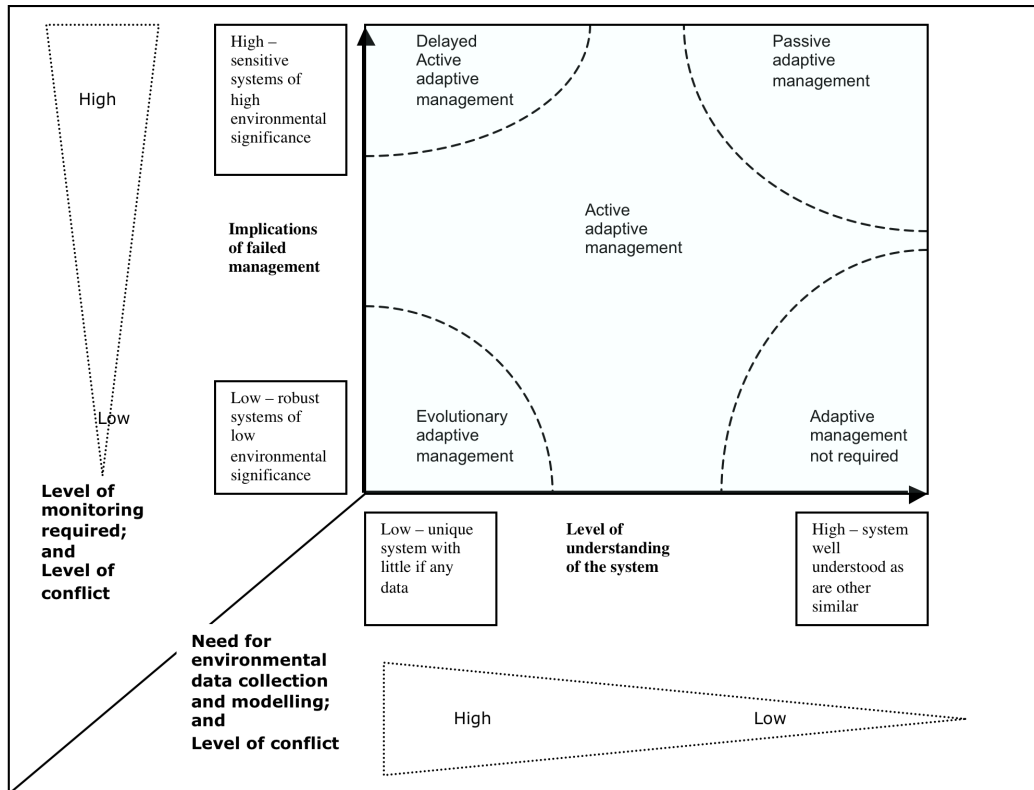 High
Low
Level of
monitoring
required;
and
Level of
conflict
High –
sensitive
systems of
high
environmental
significance
Implications
of failed
management
Low – robust
systems of
low
environmental
significance
Delayed
Active
adaptive
management
Passive
adaptive
management
Active
adaptive
management
Evolutionary
adaptive
management
Adaptive
management
not required
Low – unique
system with
little if any
data
Level of
understanding
of the system
High – system
well
understood as
are other
similar
Need for
environmental
data collection
and modelling;
and
Level of conflict
High
Low